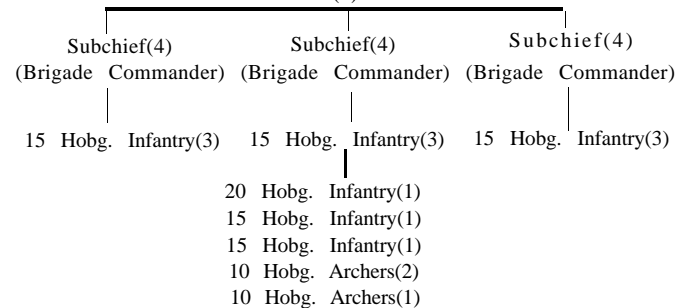 Subchief(4) Subchief(4) Subchief(4)
(Brigade Commander) (Brigade Commander) (Brigade Commander)
15 Hobg. Infantry(3) 15 Hobg. Infantry(3) 15 Hobg. Infantry(3)
20 Hobg. Infantry(1)
15 Hobg. Infantry(1)
15 Hobg. Infantry(1)
10 Hobg. Archers(2)
10 Hobg. Archers(1)